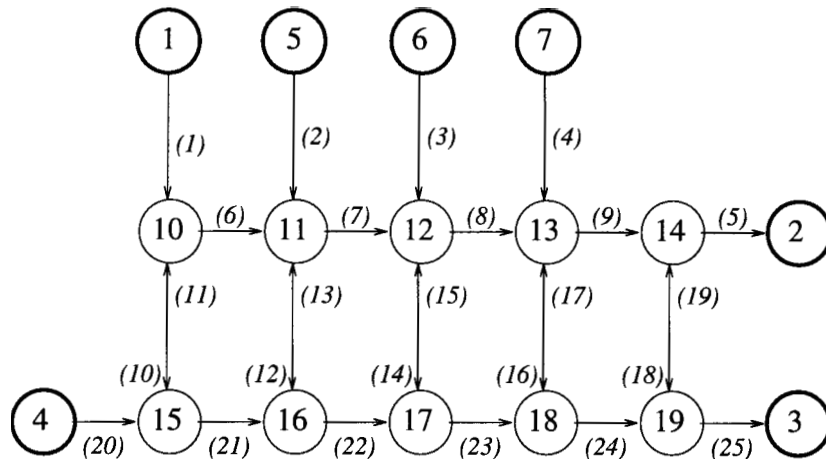 1 5 6 7
(1) (2) (3) (4)
(6) (7) (8) (9) (5)
10 11 12 13 14 2
(11) (13) (15) (17) (19)
(10) (12) (14) (16) (18)
4 15 16 17 18 19 3
(20) (21) (22) (23) (24) (25)